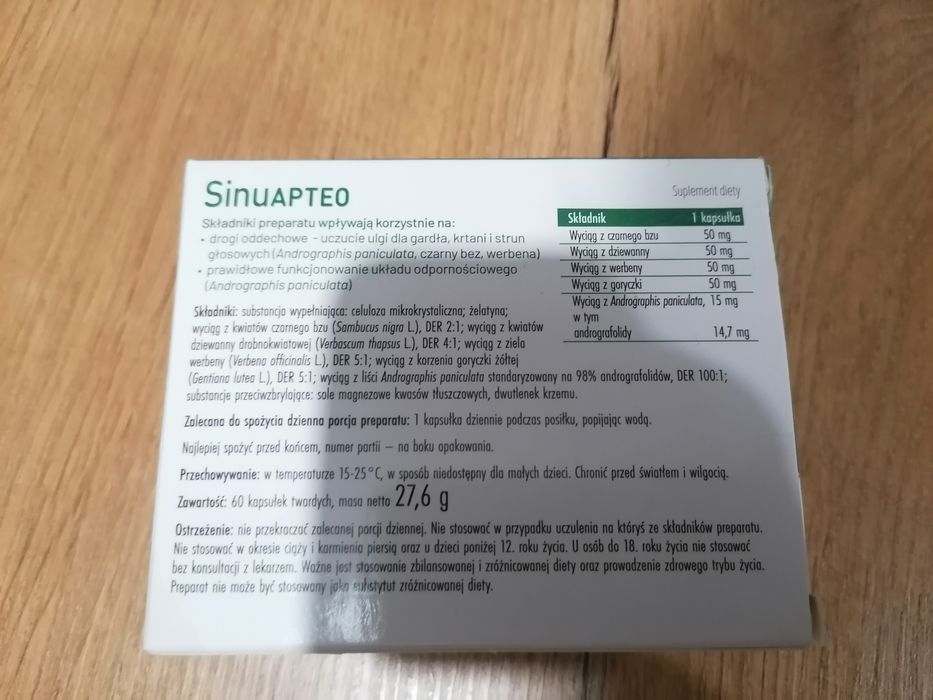 SinuAPTEO
Suplement diety
Składniki preparatu wpływają korzystnie na:
• drogi oddechowe - uczucie ulgi dla gardła, krtani i strun
głosowych (Andrographis paniculata, czarny bez, werbena)
• prawidłowe funkcjonowanie układu odpornościowego
(Andrographis paniculata)
Składnik 1 kapsułka
Wyciąg z czarnego bzu 50 mg
Wyciąg z dziewanny 50 mg
Wyciąg z werbeny 50 mg
Wyciąg z goryczki 50 mg
Wyciąg z Andrographis paniculata, 15 mg
w tym
andrografolidy 14,7 mg
Składniki: substancja wypełniająca: celuloza mikrokrystaliczna; żelatyna;
wyciąg z kwiatów czarnego bzu (Sambucus nigra L.), DER 2:1; wyciąg z kwiatów
dziewanny drobnokwiatowej (Verbascum thapsus L.), DER 4:1; wyciąg z ziela
werbeny (Verbena officinalis L.), DER 5:1; wyciąg z korzenia goryczki żółtej
(Gentiana lutea L.), DER 5:1; wyciąg z liści Andrographis paniculata standaryzowany na 98% andrografolidów, DER 100:1;
substancje przeciwzbrylające: sole magnezowe kwasów tłuszczowych, dwutlenek krzemu.
Zalecana do spożycia dzienna porcja preparatu: 1 kapsułka dziennie podczas posiłku, popijając wodą.
Najlepiej spożyć przed końcem, numer partii – na boku opakowania.
Przechowywanie: w temperaturze 15-25°C, w sposób niedostępny dla małych dzieci. Chronić przed światłem i wilgocią.
Zawartość: 60 kapsułek twardych, masa netto 27,6 g
Ostrzeżenie: nie przekraczać zalecanej porcji dziennej. Nie stosować w przypadku uczulenia na któryś ze składników preparatu.
Nie stosować w okresie ciąży i karmienia piersią oraz u dzieci poniżej 12. roku życia. U osób do 18. roku życia nie stosować
bez konsultacji z lekarzem. Ważne jest stosowanie zbilansowanej i zróżnicowanej diety oraz prowadzenie zdrowego trybu życia.
Preparat nie może być stosowany jako substytut zróżnicowanej diety.